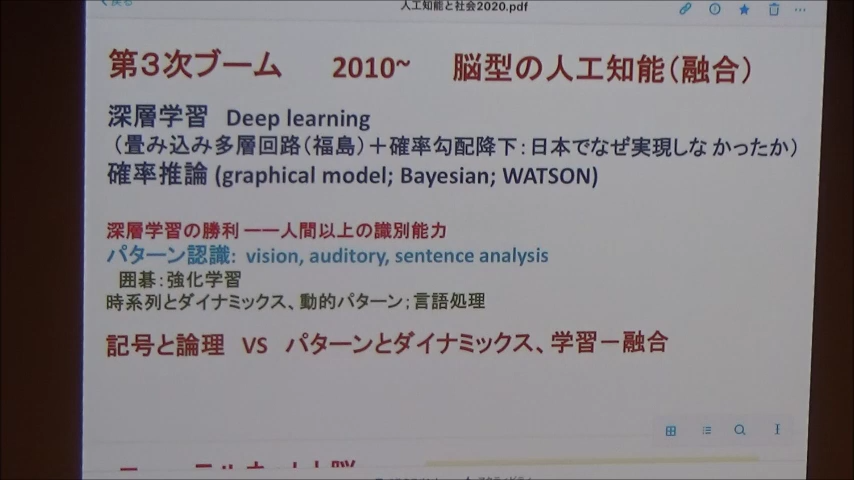 戻る
人工知能と社会2020.pdf
第3次ブーム 2010~ 脳型の人工知能(融合)
深層学習 Deep learning
(畳み込み多層回路(福島)+確率勾配降下:日本でなぜ実現しな かったか)
確率推論 (graphical model; Bayesian; WATSON)
深層学習の勝利 ——人間以上の識別能力
パターン認識: vision, auditory, sentence analysis
囲碁:強化学習
時系列とダイナミックス、動的パターン;言語処理
記号と論理 VS パターンとダイナミックス、学習ー融合